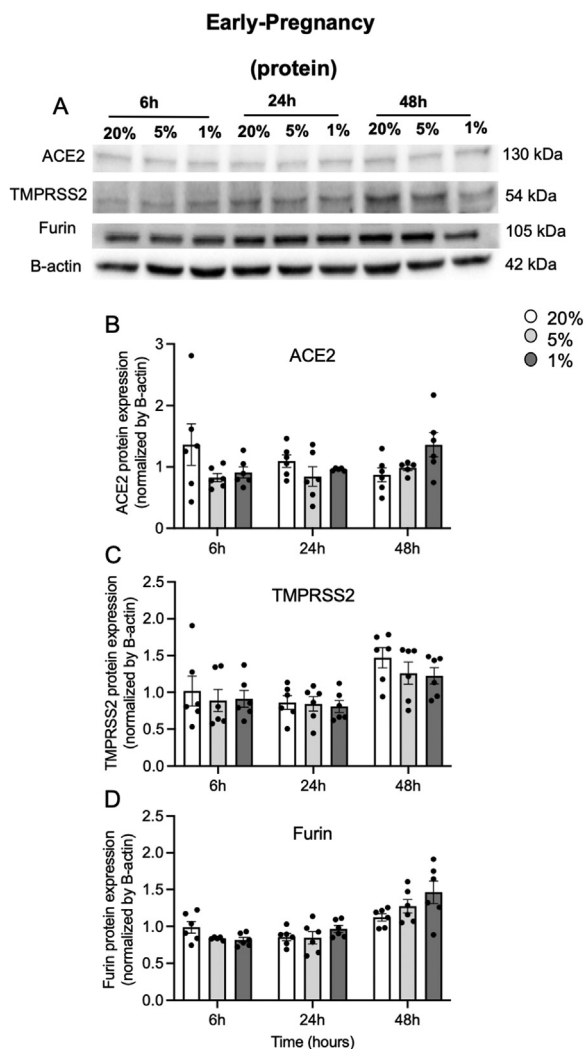 Early-Pregnancy
(protein)
A
6h 24h 48h
20% 5% 1% 20% 5% 1% 20% 5% 1%
ACE2 130 kDa
TMPRSS2 54 kDa
Furin 105 kDa
B-actin 42 kDa
20%
5%
1%
B
ACE2
ACE2 protein expression
(normalized by B-actin)
3
2
1
0
6h 24h 48h
C
TMPRSS2
TMPRSS2 protein expression
(normalized by B-actin)
2.5
2.0
1.5
1.0
0.5
0.0
6h 24h 48h
D
Furin
Furin protein expression
(normalized by B-actin)
2.5
2.0
1.5
1.0
0.5
0.0
6h 24h 48h
Time (hours)